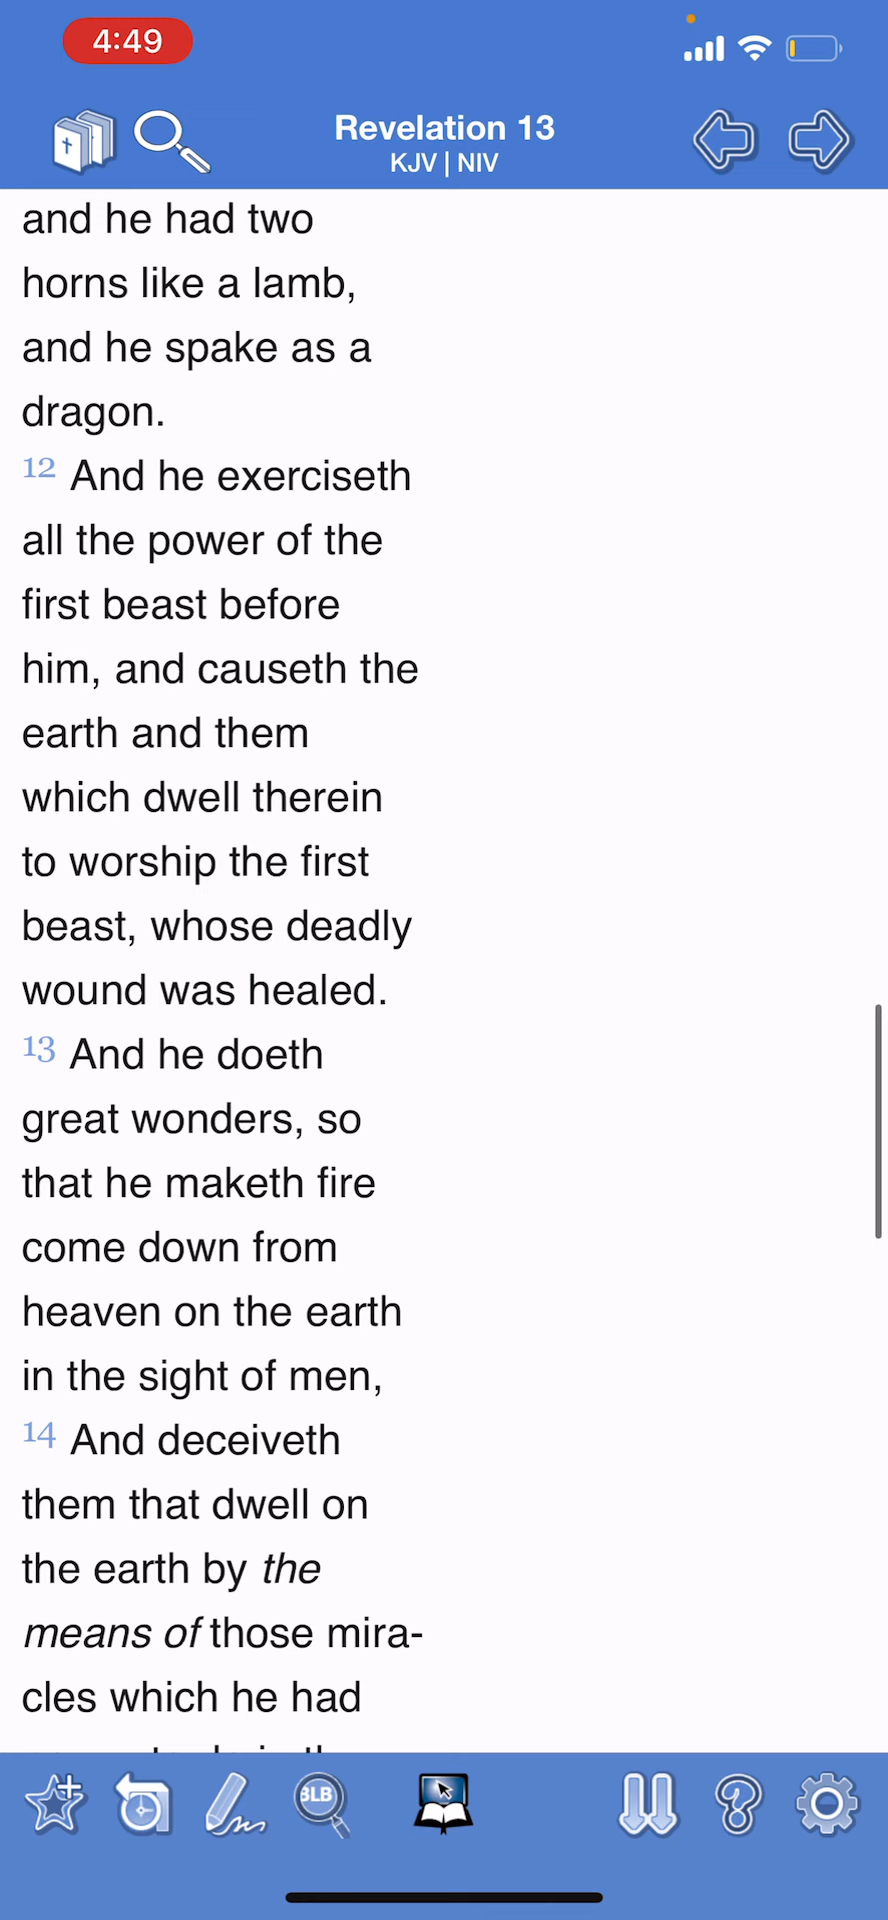 4:49
Revelation 13
KJV | NIV
and he had two
horns like a lamb,
and he spake as a
dragon.
12 And he exerciseth
all the power of the
first beast before
him, and causeth the
earth and them
which dwell therein
to worship the first
beast, whose deadly
wound was healed.
13 And he doeth
great wonders, so
that he maketh fire
come down from
heaven on the earth
in the sight of men,
14 And deceiveth
them that dwell on
the earth by the
means of those mira-
cles which he had
BLB